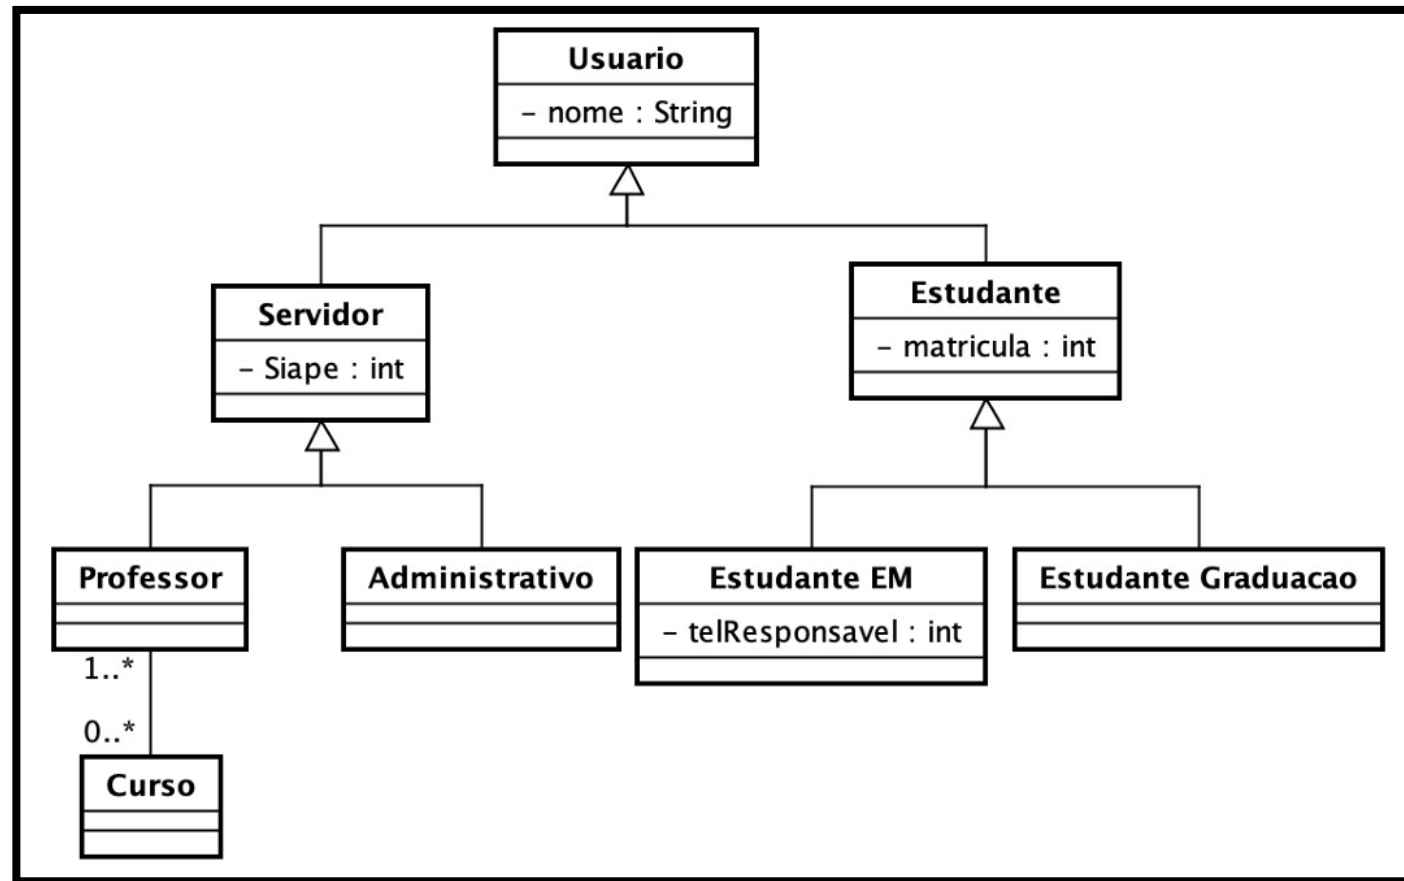 Usuario
– nome : String
Servidor
– Siape : int
Estudante
– matricula : int
Professor
Administrativo
Estudante EM
– telResponsavel : int
Estudante Graduacao
1..*
0..*
Curso